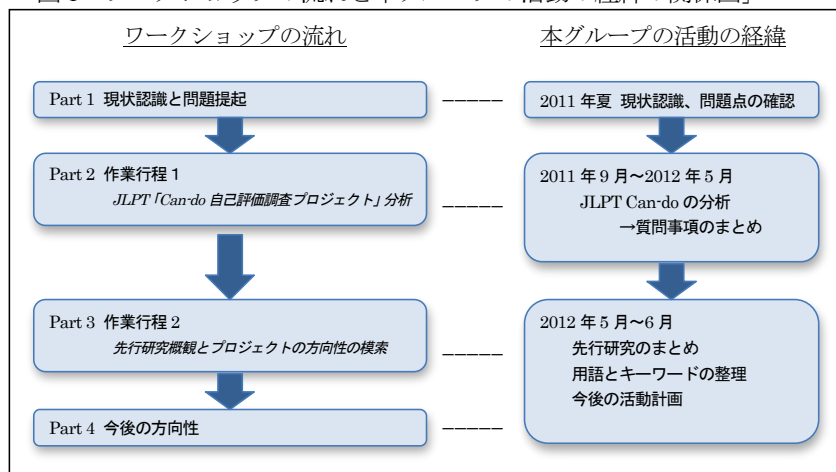 ワークショップの流れ
Part 1 現状認識と問題提起
Part 2 作業行程 1
JLPT「Can-do 自己評価調査プロジェクト」分析
Part 3 作業行程 2
先行研究概観とプロジェクトの方向性の模索
Part 4 今後の方向性
本グループの活動の経緯
2011 年夏 現状認識、問題点の確認
2011 年 9 月～2012 年 5 月
JLPT Can-do の分析
→質問事項のまとめ
2012 年 5 月～6 月
先行研究のまとめ
用語とキーワードの整理
今後の活動計画